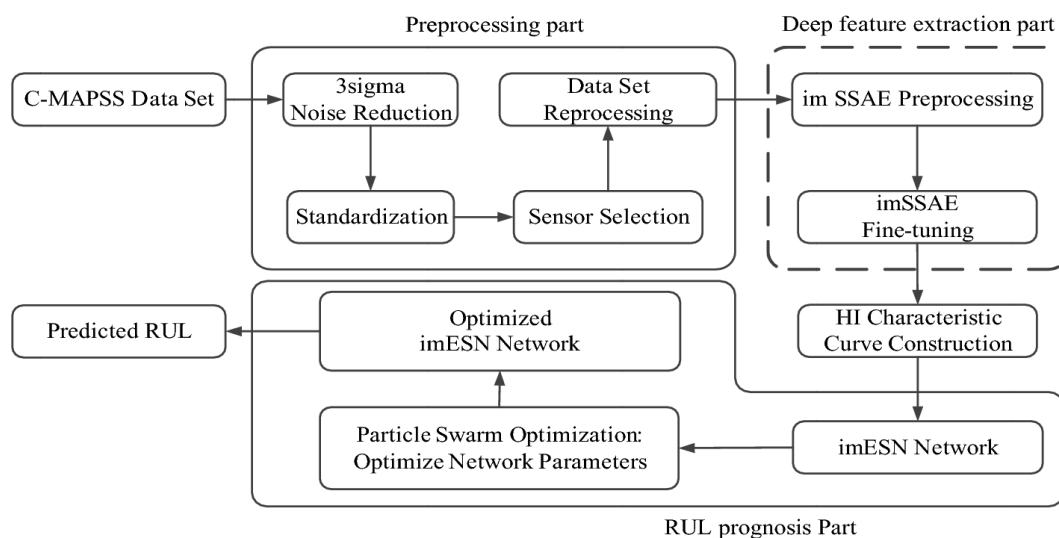 Preprocessing part
Deep feature extraction part
C-MAPSS Data Set
3sigma
Noise Reduction
Data Set
Reprocessing
im SSAE Preprocessing
Standardization
Sensor Selection
imSSAE
Fine-tuning
Predicted RUL
Optimized
imESN Network
HI Characteristic
Curve Construction
Particle Swarm Optimization:
Optimize Network Parameters
imESN Network
RUL prognosis Part